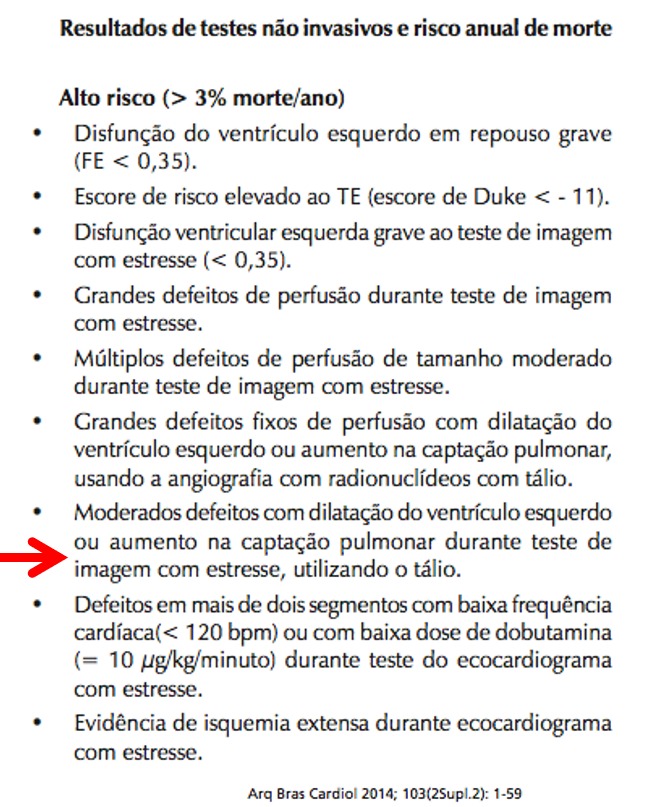 Resultados de testes não invasivos e risco anual de morte
Alto risco (> 3% morte/ano)
• Disfunção do ventrículo esquerdo em repouso grave
(FE < 0,35).
• Escore de risco elevado ao TE (escore de Duke < - 11).
• Disfunção ventricular esquerda grave ao teste de imagem
com estresse (< 0,35).
• Grandes defeitos de perfusão durante teste de imagem
com estresse.
• Múltiplos defeitos de perfusão de tamanho moderado
durante teste de imagem com estresse.
• Grandes defeitos fixos de perfusão com dilatação do
ventrículo esquerdo ou aumento na captação pulmonar,
usando a angiografia com radionuclídeos com tálio.
• Moderados defeitos com dilatação do ventrículo esquerdo
ou aumento na captação pulmonar durante teste de
imagem com estresse, utilizando o tálio.
• Defeitos em mais de dois segmentos com baixa frequência
cardíaca(< 120 bpm) ou com baixa dose de dobutamina
(= 10 µg/kg/minuto) durante teste do ecocardiograma
com estresse.
• Evidência de isquemia extensa durante ecocardiograma
com estresse.
Arq Bras Cardiol 2014; 103(2Supl.2): 1-59